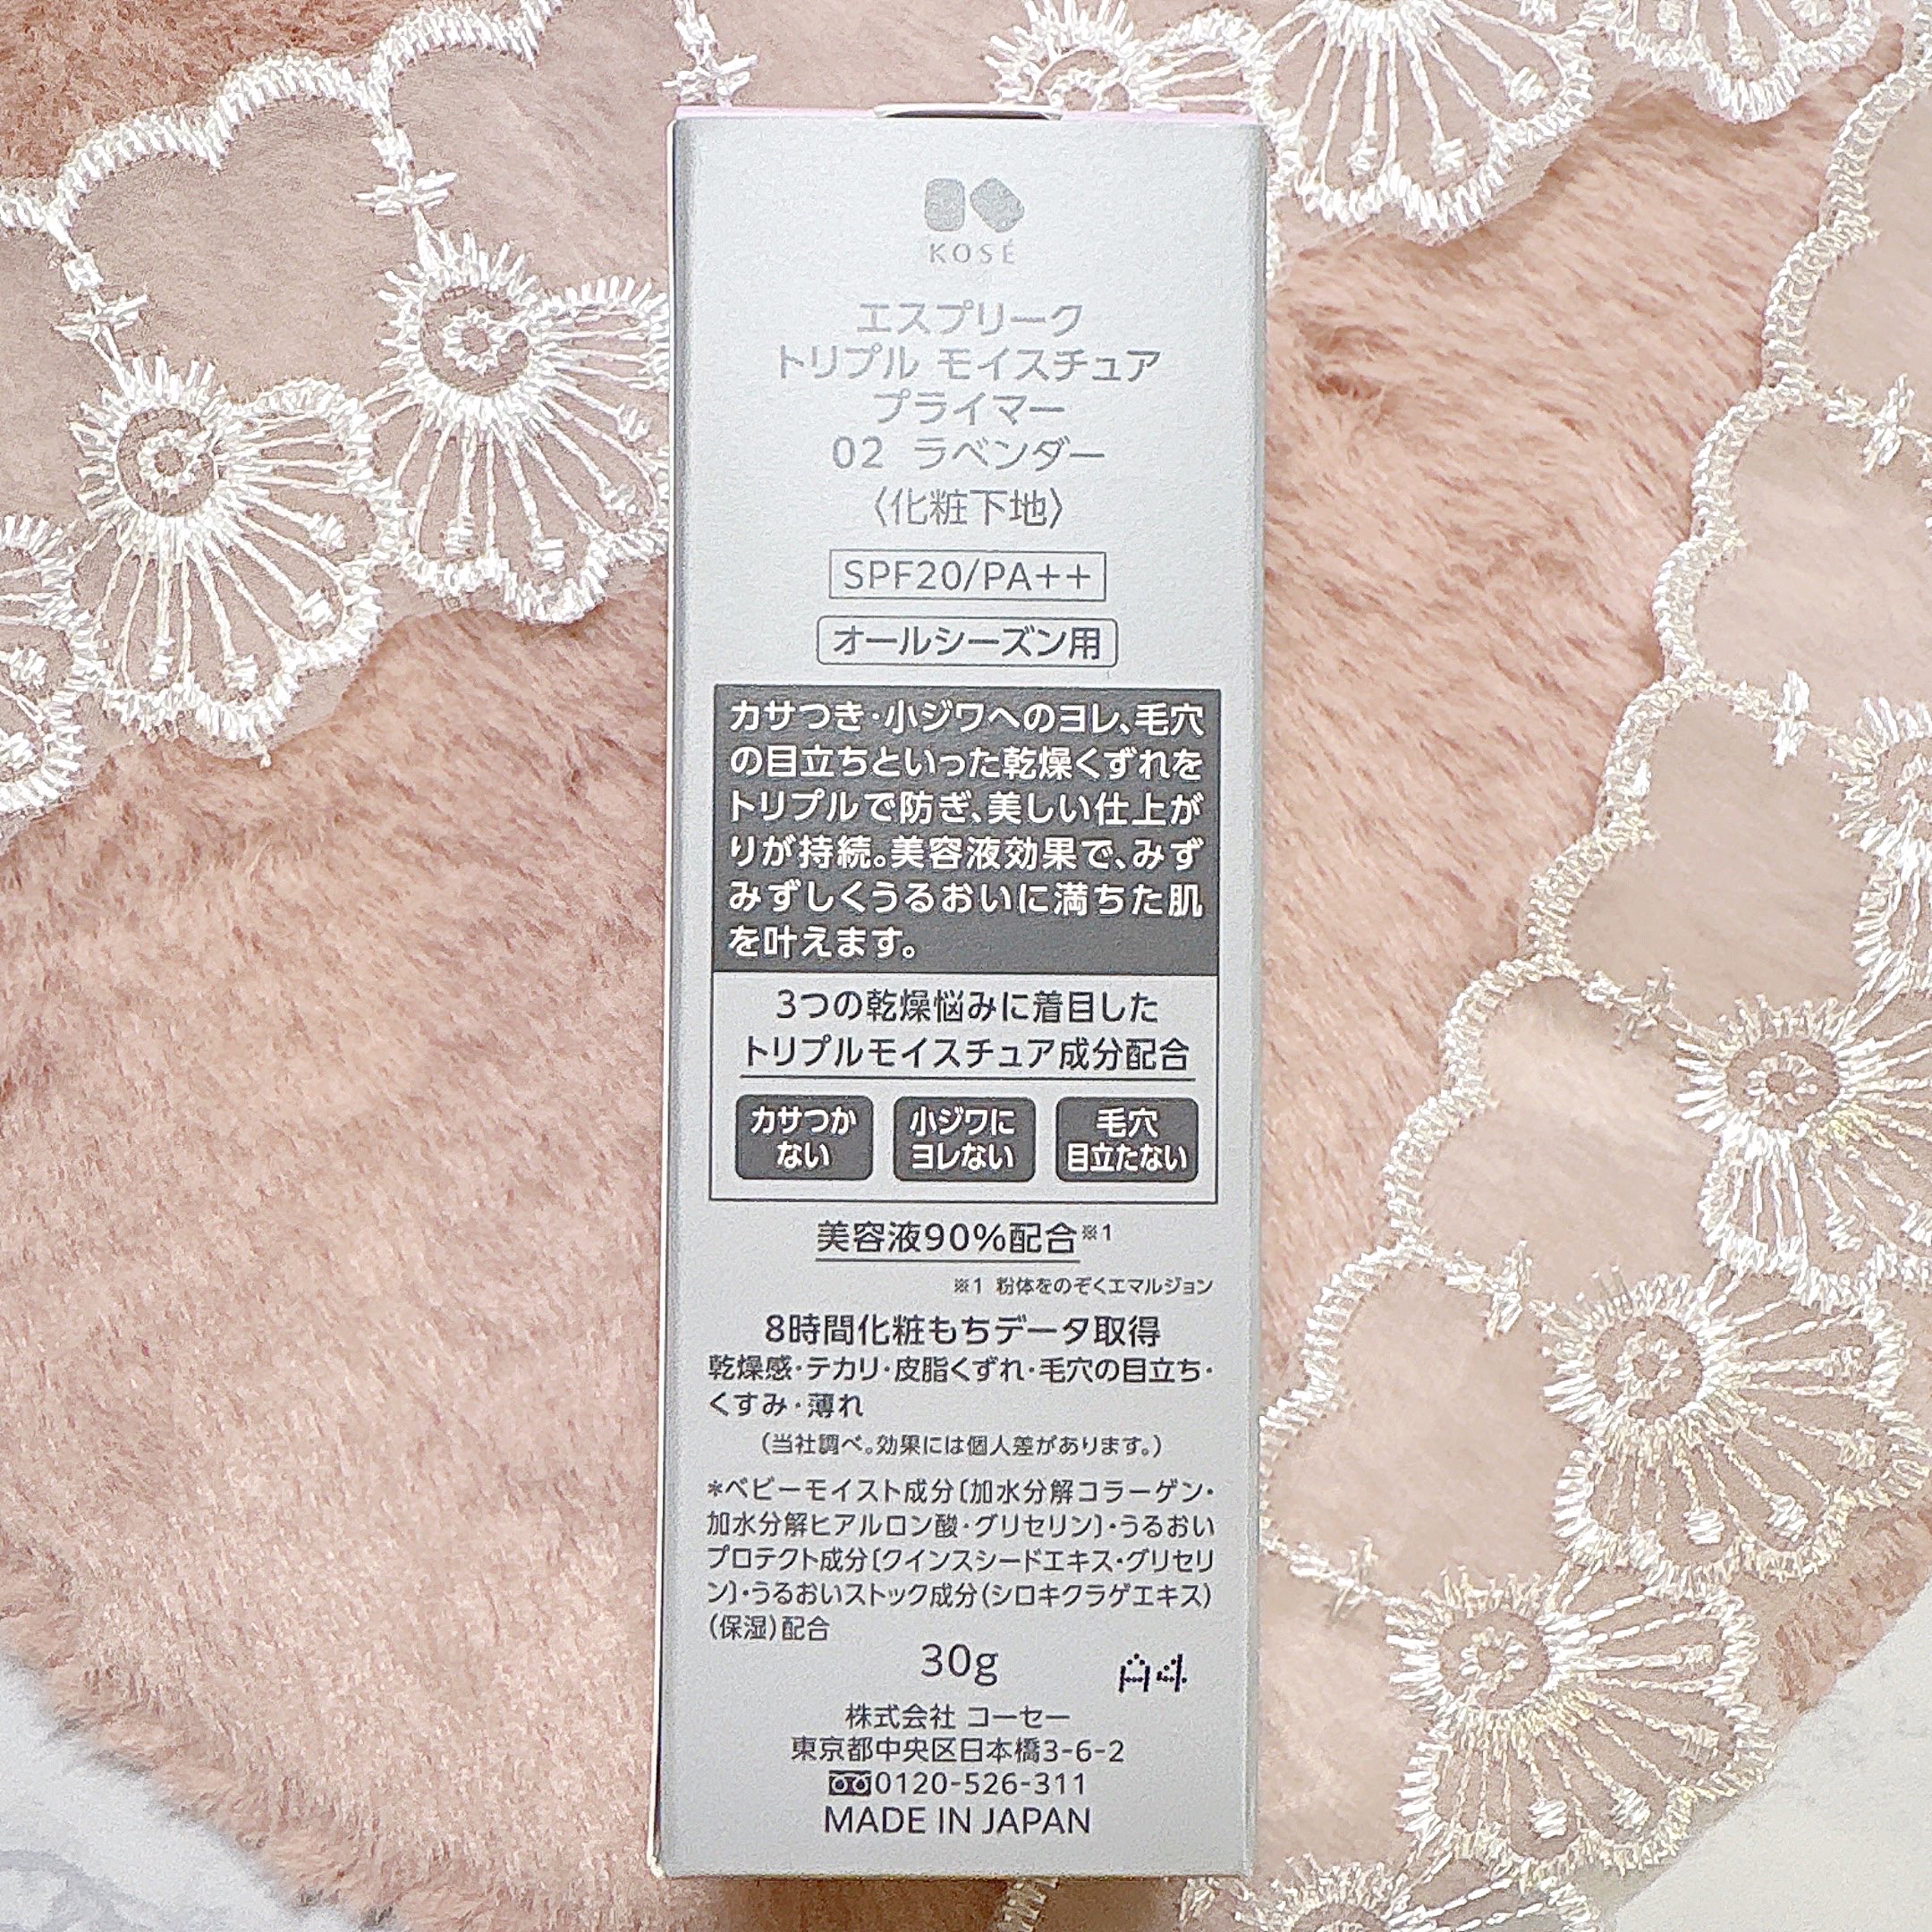 KOSÉ
エスプリーク
トリプル モイスチュア
プライマー
02 ラベンダー
〈化粧下地〉
SPF20/PA++
オールシーズン用
カサつき・小ジワへのヨレ、毛穴
の目立ちといった乾燥くずれを
トリプルで防ぎ、美しい仕上が
りが持続。美容液効果で、みず
みずしくうるおいに満ちた肌
を叶えます。
3つの乾燥悩みに着目した
トリプルモイスチュア成分配合
カサつか
ない
小ジワに
ヨレない
毛穴
目立たない
美容液90%配合※1
※1 粉体をのぞくエマルジョン
8時間化粧もちデータ取得
乾燥感・テカリ・皮脂くずれ・毛穴の目立ち・
くすみ・薄れ
(当社調べ。効果には個人差があります。)
*ベビーモイスト成分〔加水分解コラーゲン・
加水分解ヒアルロン酸・グリセリン〕・うるおい
プロテクト成分〔クインスシードエキス・グリセリ
ン〕・うるおいストック成分(シロキクラゲエキス)
(保湿)配合
30g
A4.
株式会社 コーセー
東京都中央区日本橋3-6-2
0120-526-311
MADE IN JAPAN